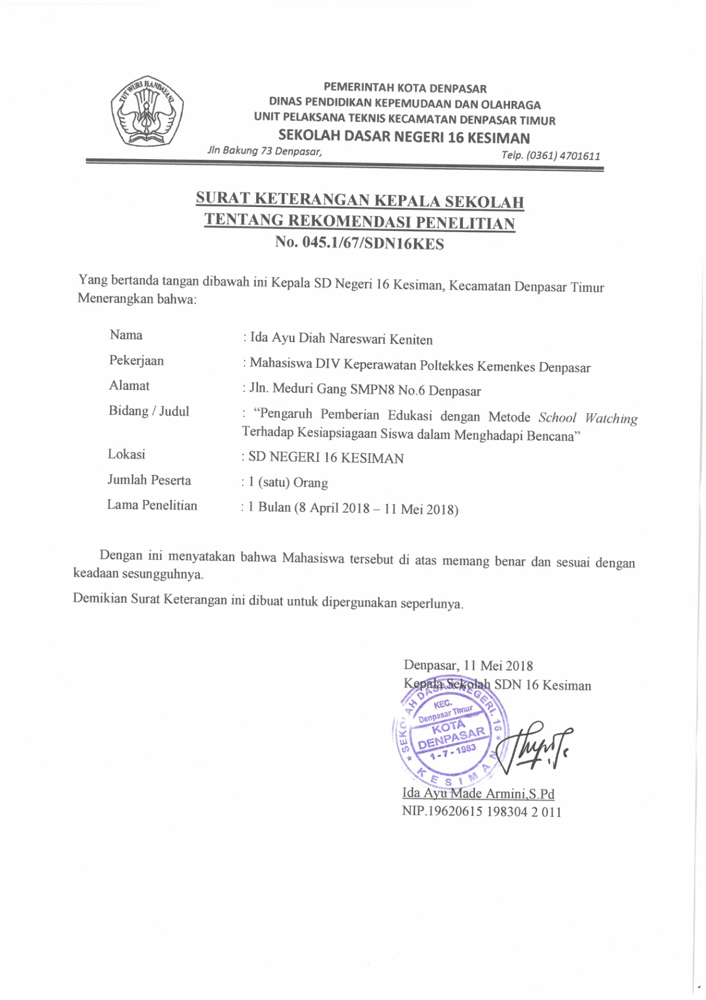 TUT WURI HANDAYANI
PEMERINTAH KOTA DENPASAR
DINAS PENDIDIKAN KEPEMUDAAN DAN OLAHRAGA
UNIT PELAKSANA TEKNIS KECAMATAN DENPASAR TIMUR
SEKOLAH DASAR NEGERI 16 KESIMAN
Jln Bakung 73 Denpasar, Telp. (0361) 4701611
SURAT KETERANGAN KEPALA SEKOLAH
TENTANG REKOMENDASI PENELITIAN
No. 045.1/67/SDN16KES
Yang bertanda tangan dibawah ini Kepala SD Negeri 16 Kesiman, Kecamatan Denpasar Timur
Menerangkan bahwa:
Nama : Ida Ayu Diah Nareswari Keniten
Pekerjaan : Mahasiswa DIV Keperawatan Poltekkes Kemenkes Denpasar
Alamat : Jln. Meduri Gang SMPN8 No.6 Denpasar
Bidang / Judul : “Pengaruh Pemberian Edukasi dengan Metode School Watching
Terhadap Kesiapsiagaan Siswa dalam Menghadapi Bencana”
Lokasi : SD NEGERI 16 KESIMAN
Jumlah Peserta : 1 (satu) Orang
Lama Penelitian : 1 Bulan (8 April 2018 – 11 Mei 2018)
Dengan ini menyatakan bahwa Mahasiswa tersebut di atas memang benar dan sesuai dengan
keadaan sesungguhnya.
Demikian Surat Keterangan ini dibuat untuk dipergunakan seperlunya.
Denpasar, 11 Mei 2018
Kepala Sekolah SDN 16 Kesiman
SEKOLAH DASAR NEGERI. 16
KEC.
Denpasar Timur
KOTA
DENPASAR
1-7-1983
KESIMAN
Ida Ayu Made Armini,S.Pd
NIP.19620615 198304 2 011